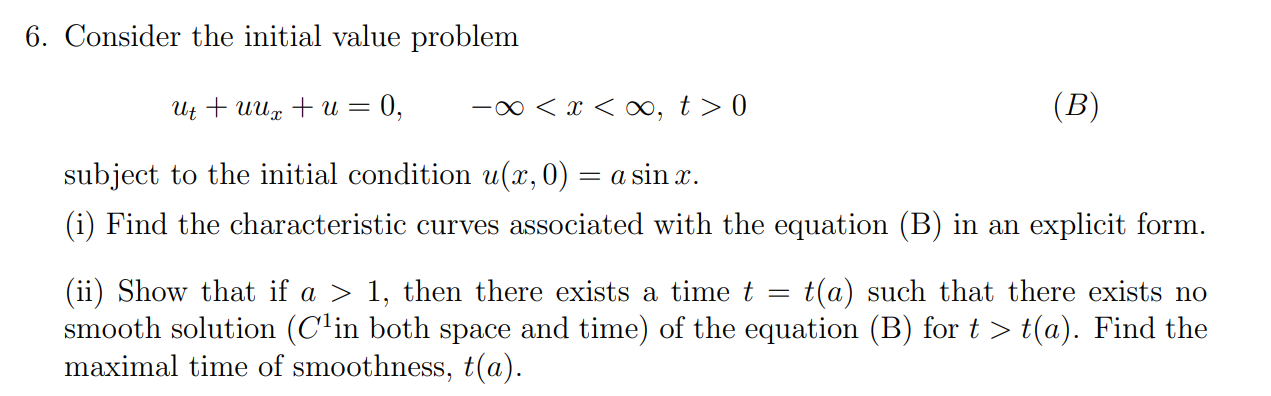 6. Consider the initial value problem
u_t + uu_x + u = 0, −∞ < x < ∞, t > 0 (B)
subject to the initial condition u(x, 0) = a sin x.
(i) Find the characteristic curves associated with the equation (B) in an explicit form.
(ii) Show that if a > 1, then there exists a time t = t(a) such that there exists no
smooth solution (C¹in both space and time) of the equation (B) for t > t(a). Find the
maximal time of smoothness, t(a).